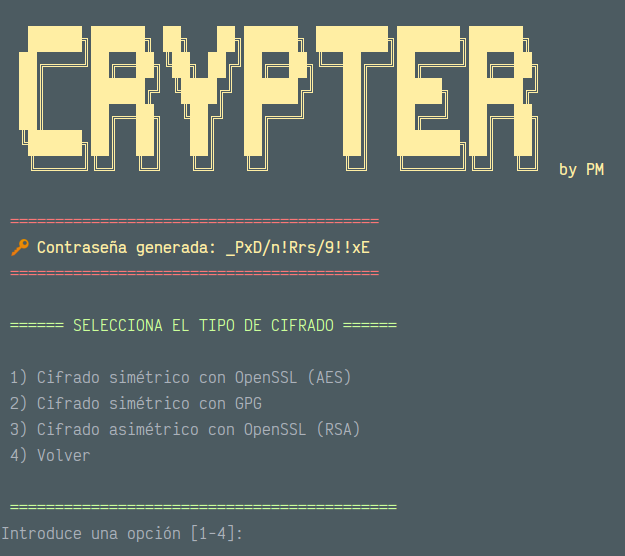 CRYPTER
by PM
========================================
🔑 Contraseña generada: _PxD/n!Rrs/9!!xE
========================================
====== SELECCIONA EL TIPO DE CIFRADO ======
1) Cifrado simétrico con OpenSSL (AES)
2) Cifrado simétrico con GPG
3) Cifrado asimétrico con OpenSSL (RSA)
4) Volver
===========================================
Introduce una opción [1-4]: